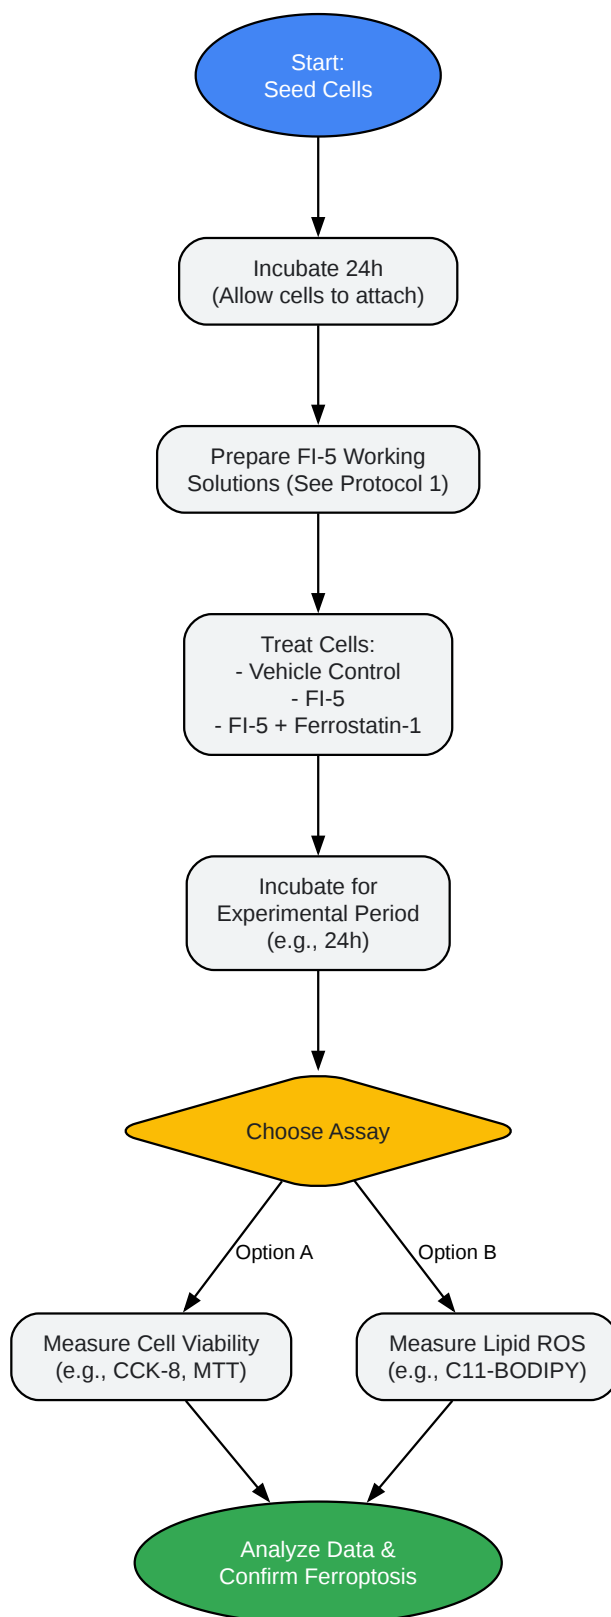 Start:
Seed Cells
Incubate 24h
(Allow cells to attach)
Prepare FI-5 Working
Solutions (See Protocol 1)
Treat Cells:
- Vehicle Control
- FI-5
- FI-5 + Ferrostatin-1
Incubate for
Experimental Period
(e.g., 24h)
Choose Assay
Option A
Option B
Measure Cell Viability
(e.g., CCK-8, MTT)
Measure Lipid ROS
(e.g., C11-BODIPY)
Analyze Data &
Confirm Ferroptosis